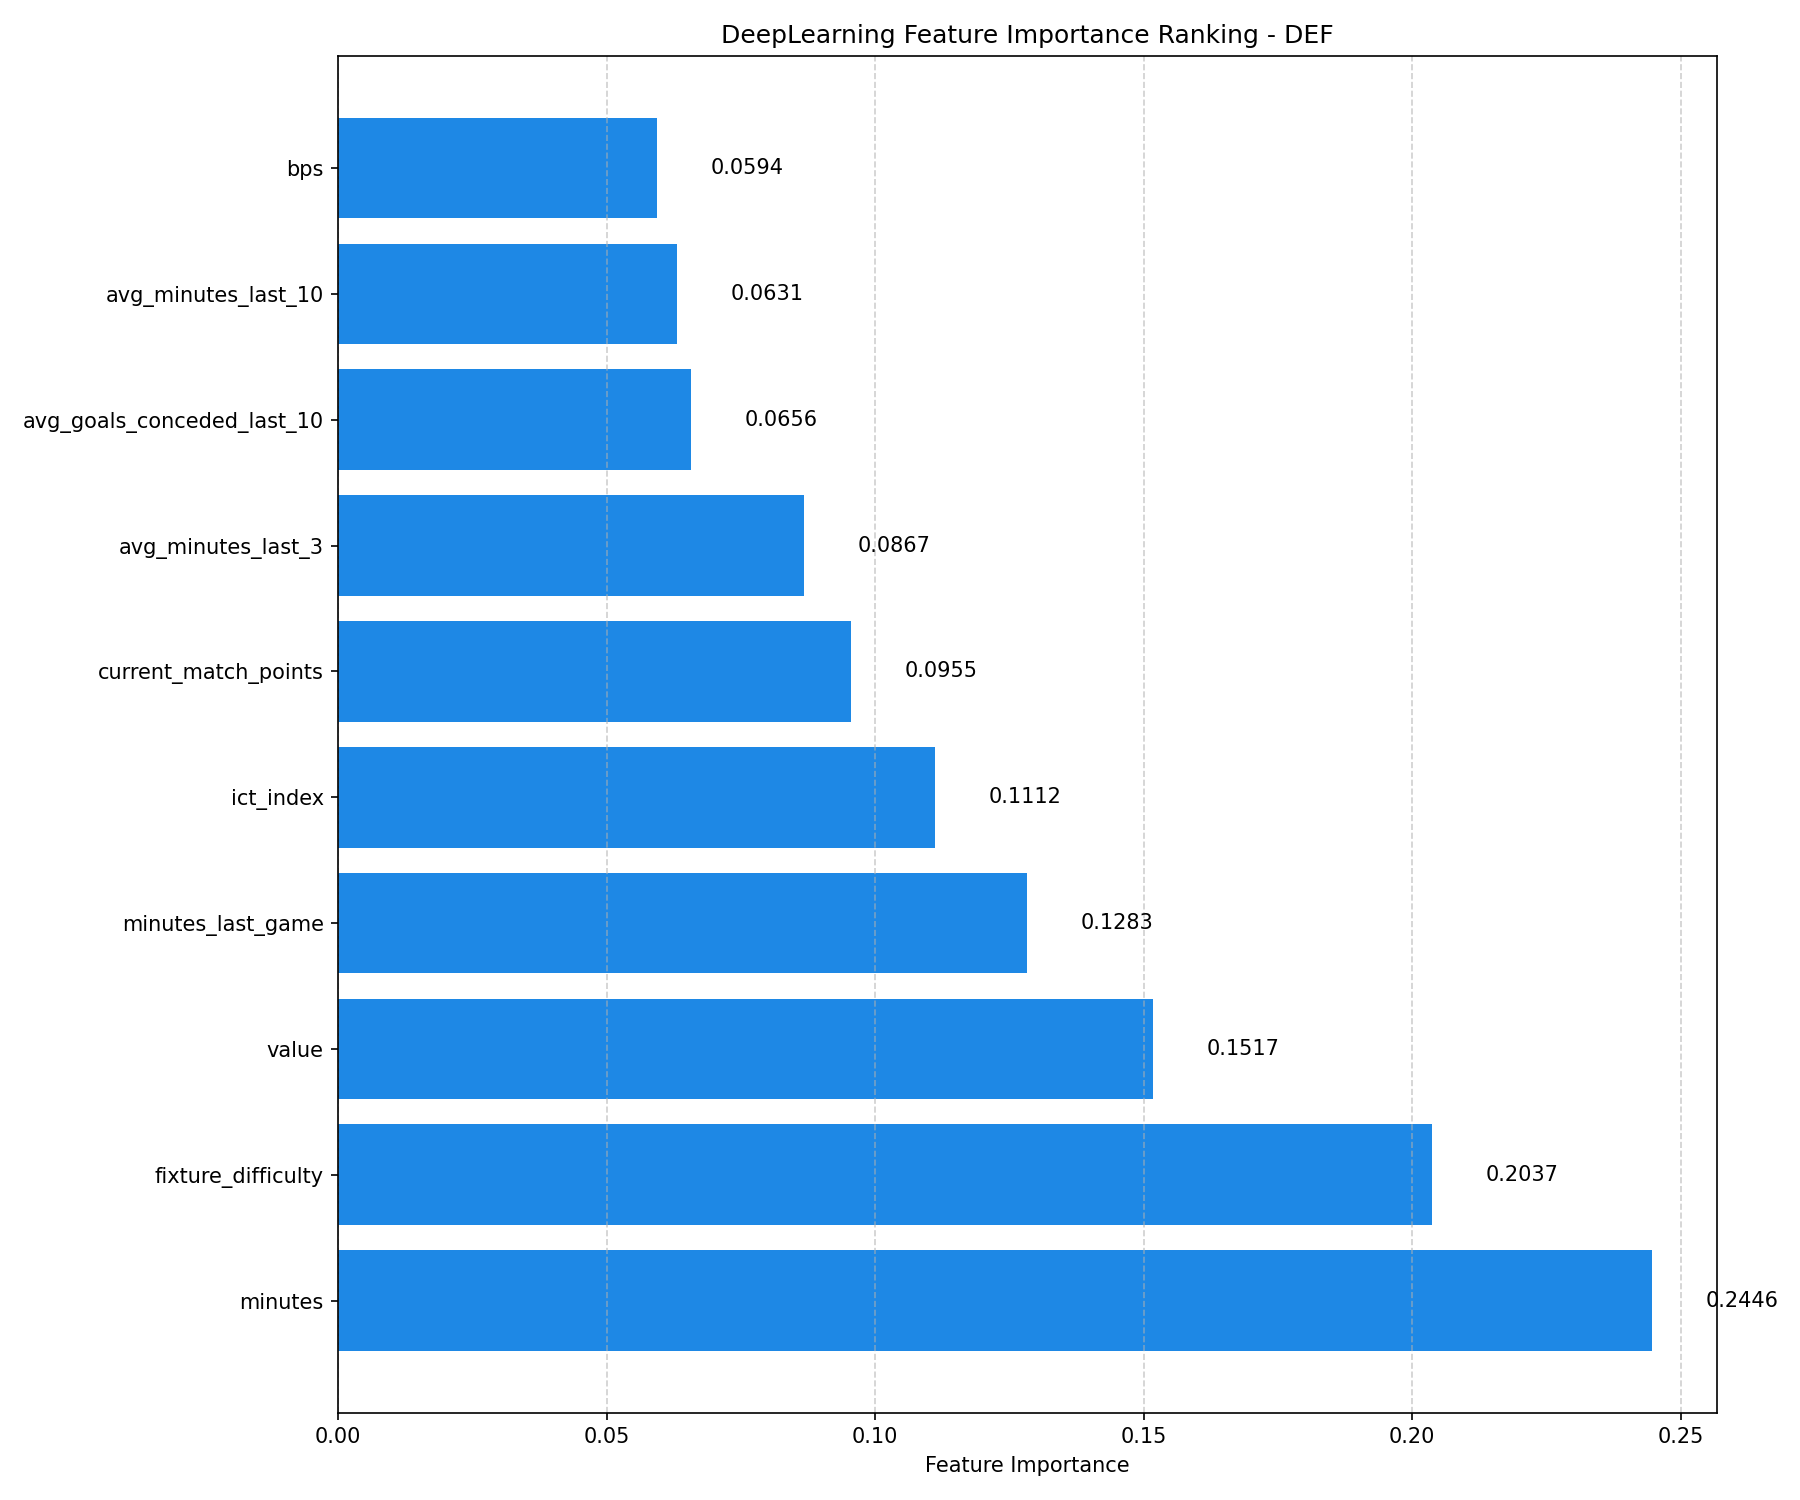 DeepLearning Feature Importance Ranking - DEF
bps 0.0594
avg_minutes_last_10 0.0631
avg_goals_conceded_last_10 0.0656
avg_minutes_last_3 0.0867
current_match_points 0.0955
ict_index 0.1112
minutes_last_game 0.1283
value 0.1517
fixture_difficulty 0.2037
minutes 0.2446
0.00 0.05 0.10 0.15 0.20 0.25
Feature Importance